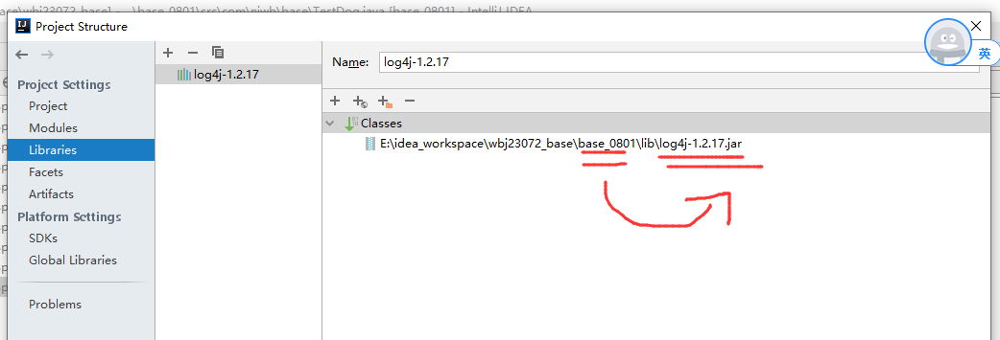 Project Structure
Project Settings
Project
Modules
Libraries
Facets
Artifacts
Platform Settings
SDKs
Global Libraries
Problems
log4j-1.2.17
Name: log4j-1.2.17
Classes
E:\idea_workspace\wbj23072_base\base_0801\lib\log4j-1.2.17.jar
英